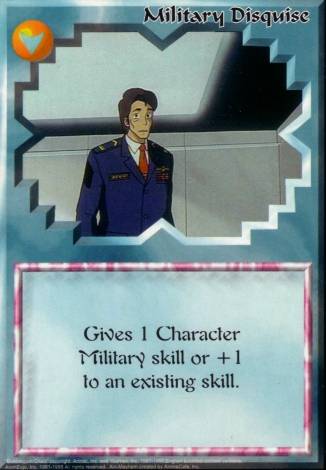 Military Disguise
Gives 1 Character
Military skill or +1
to an existing skill.